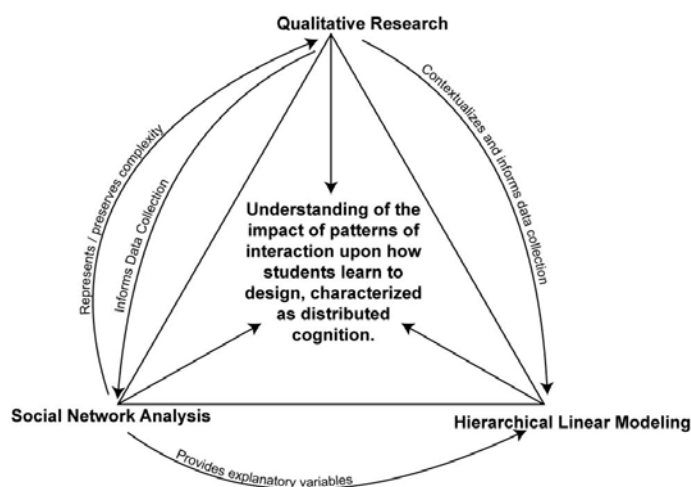 Qualitative Research
Represents / preserves complexity
Informs Data Collection
Contextualizes and informs data collection
Understanding of the
impact of patterns of
interaction upon how
students learn to
design, characterized
as distributed
cognition.
Social Network Analysis
Hierarchical Linear Modeling
Provides explanatory variables